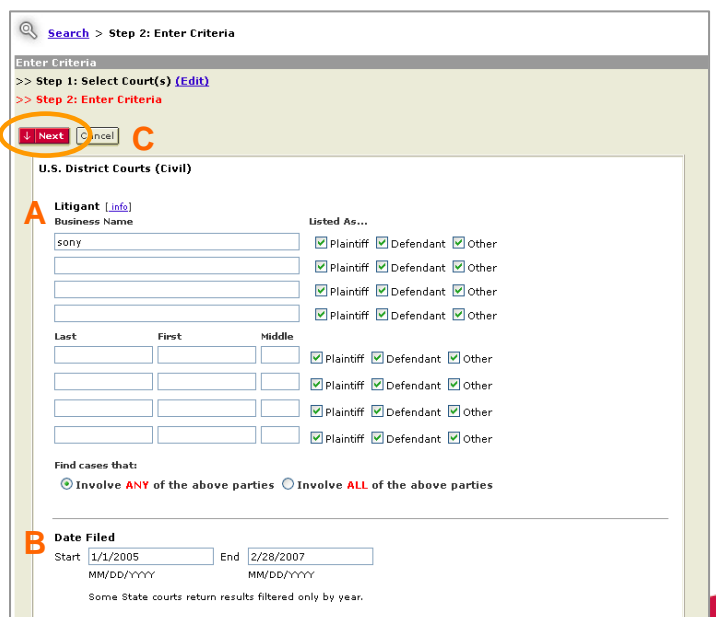 Search > Step 2: Enter Criteria
Enter Criteria
>> Step 1: Select Court(s) (Edit)
>> Step 2: Enter Criteria
↓ Next Cancel C
U.S. District Courts (Civil)
A Litigant [ info]
Business Name Listed As...
sony Plaintiff Defendant Other
Plaintiff Defendant Other
Plaintiff Defendant Other
Plaintiff Defendant Other
Last First Middle
Plaintiff Defendant Other
Plaintiff Defendant Other
Plaintiff Defendant Other
Plaintiff Defendant Other
Find cases that:
Involve ANY of the above parties Involve ALL of the above parties
B Date Filed
Start 1/1/2005 End 2/28/2007
MM/DD/YYYY MM/DD/YYYY
Some State courts return results filtered only by year.